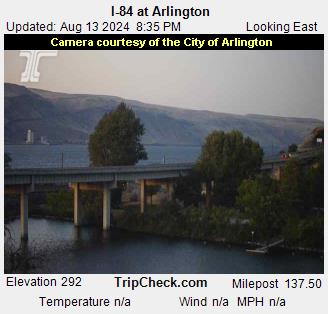 I-84 at Arlington
Updated: Aug 13 2024 8:35 PM Looking East
Camera courtesy of the City of Arlington
Elevation 292 TripCheck.com Milepost 137.50
Temperature n/a Wind n/a MPH n/a